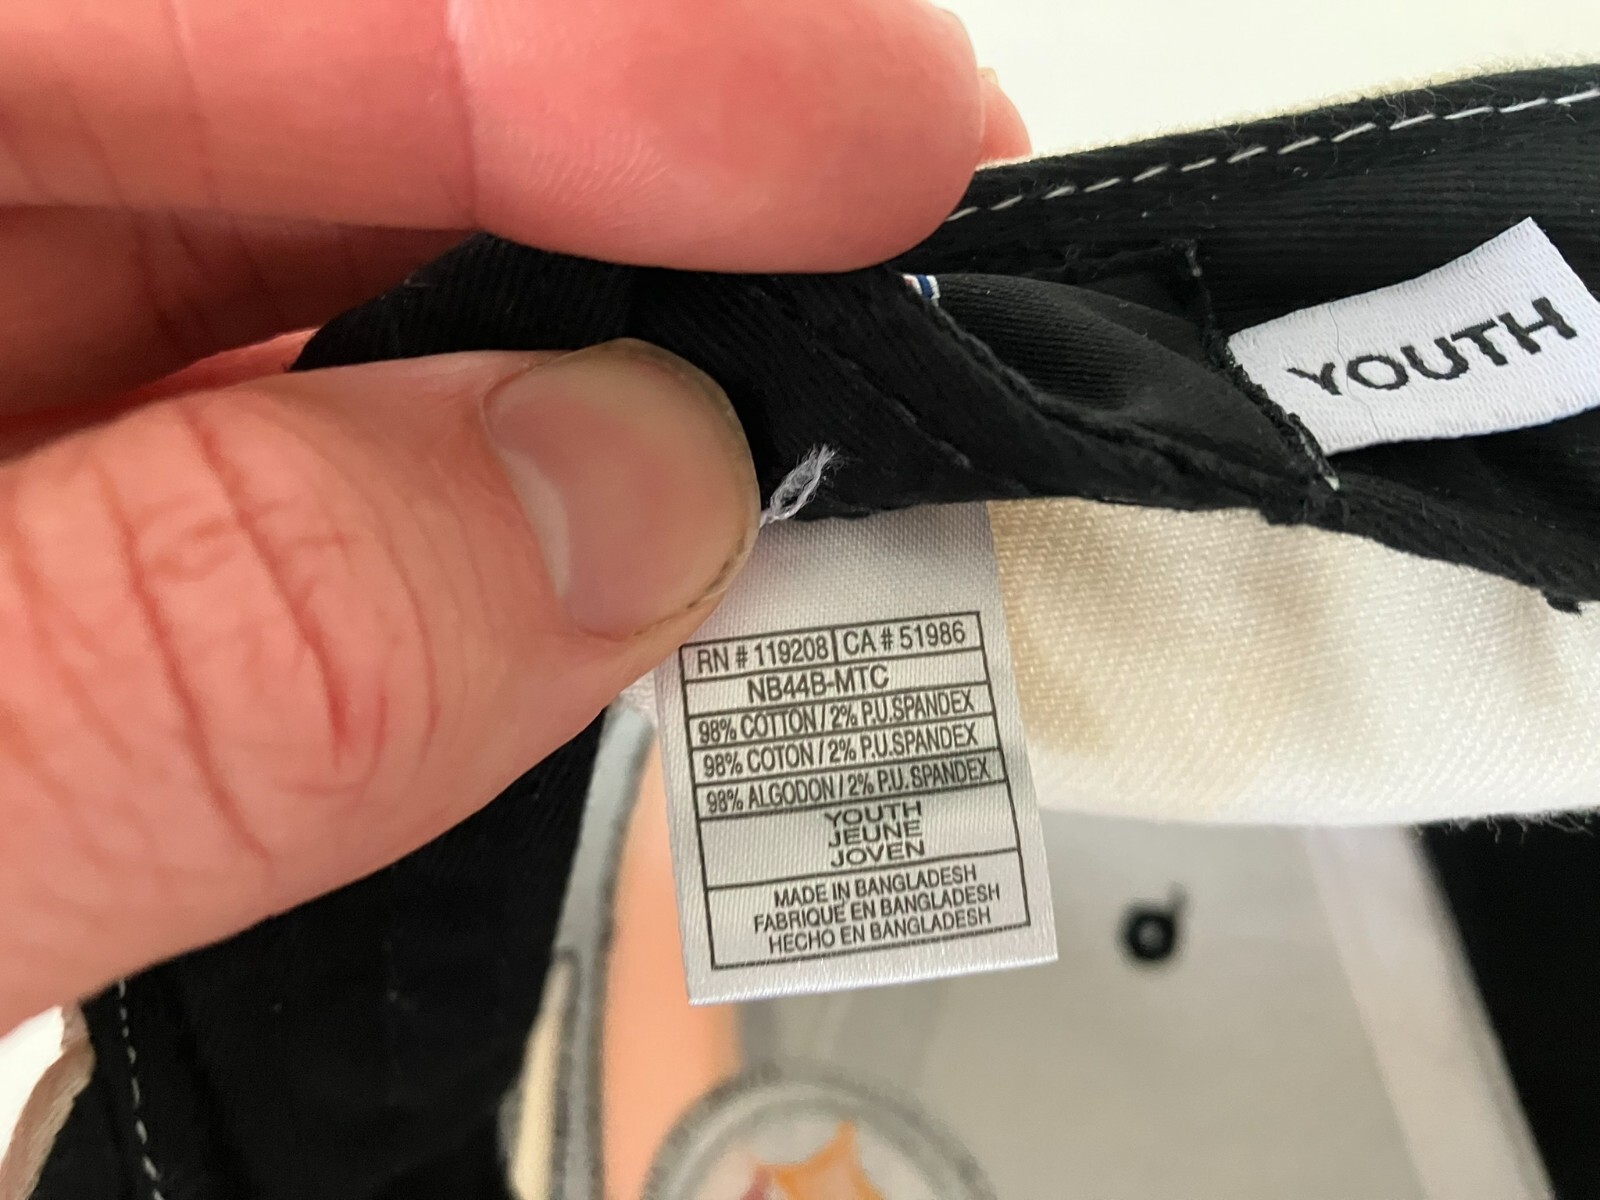 YOUTH
RN # 119208 | CA # 51986
NB44B-MTC
98% COTTON / 2% P.U.SPANDEX
98% COTON / 2% P.U.SPANDEX
98% ALGODON / 2% P.U. SPANDEX
YOUTH
JEUNE
JOVEN
MADE IN BANGLADESH
FABRIQUE EN BANGLADESH
HECHO EN BANGLADESH